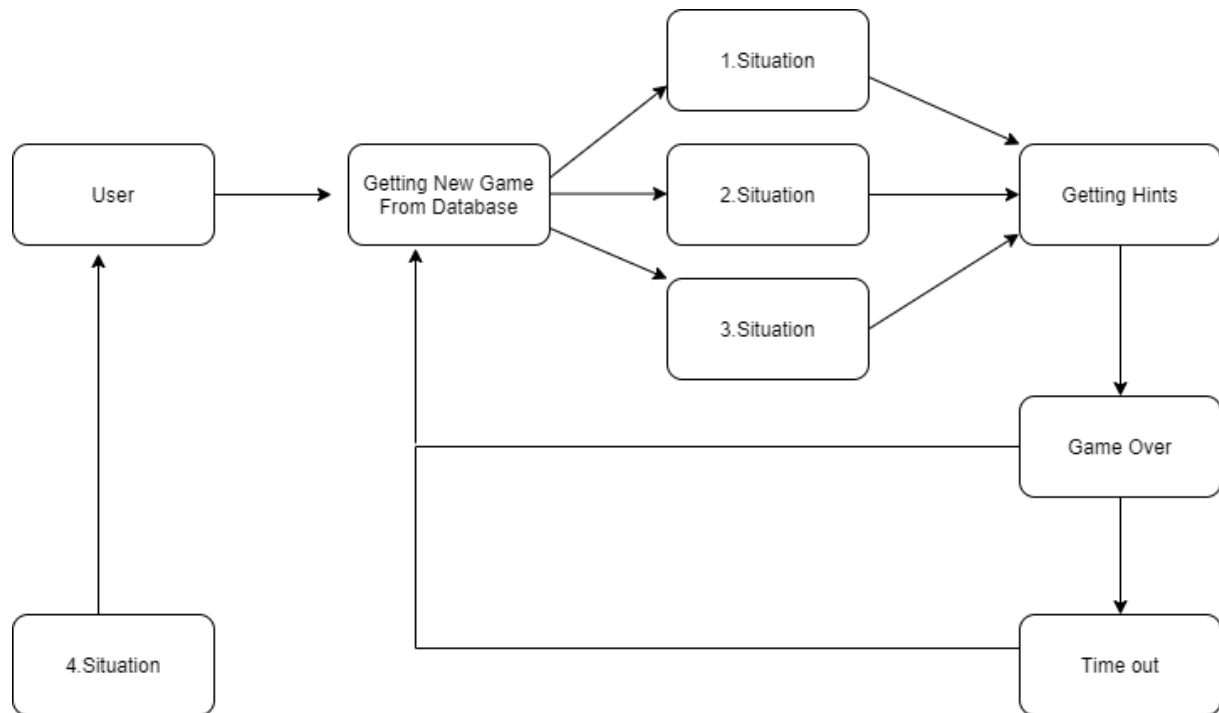 1.Situation
User
Getting New Game
From Database
2.Situation
Getting Hints
3.Situation
Game Over
4.Situation
Time out